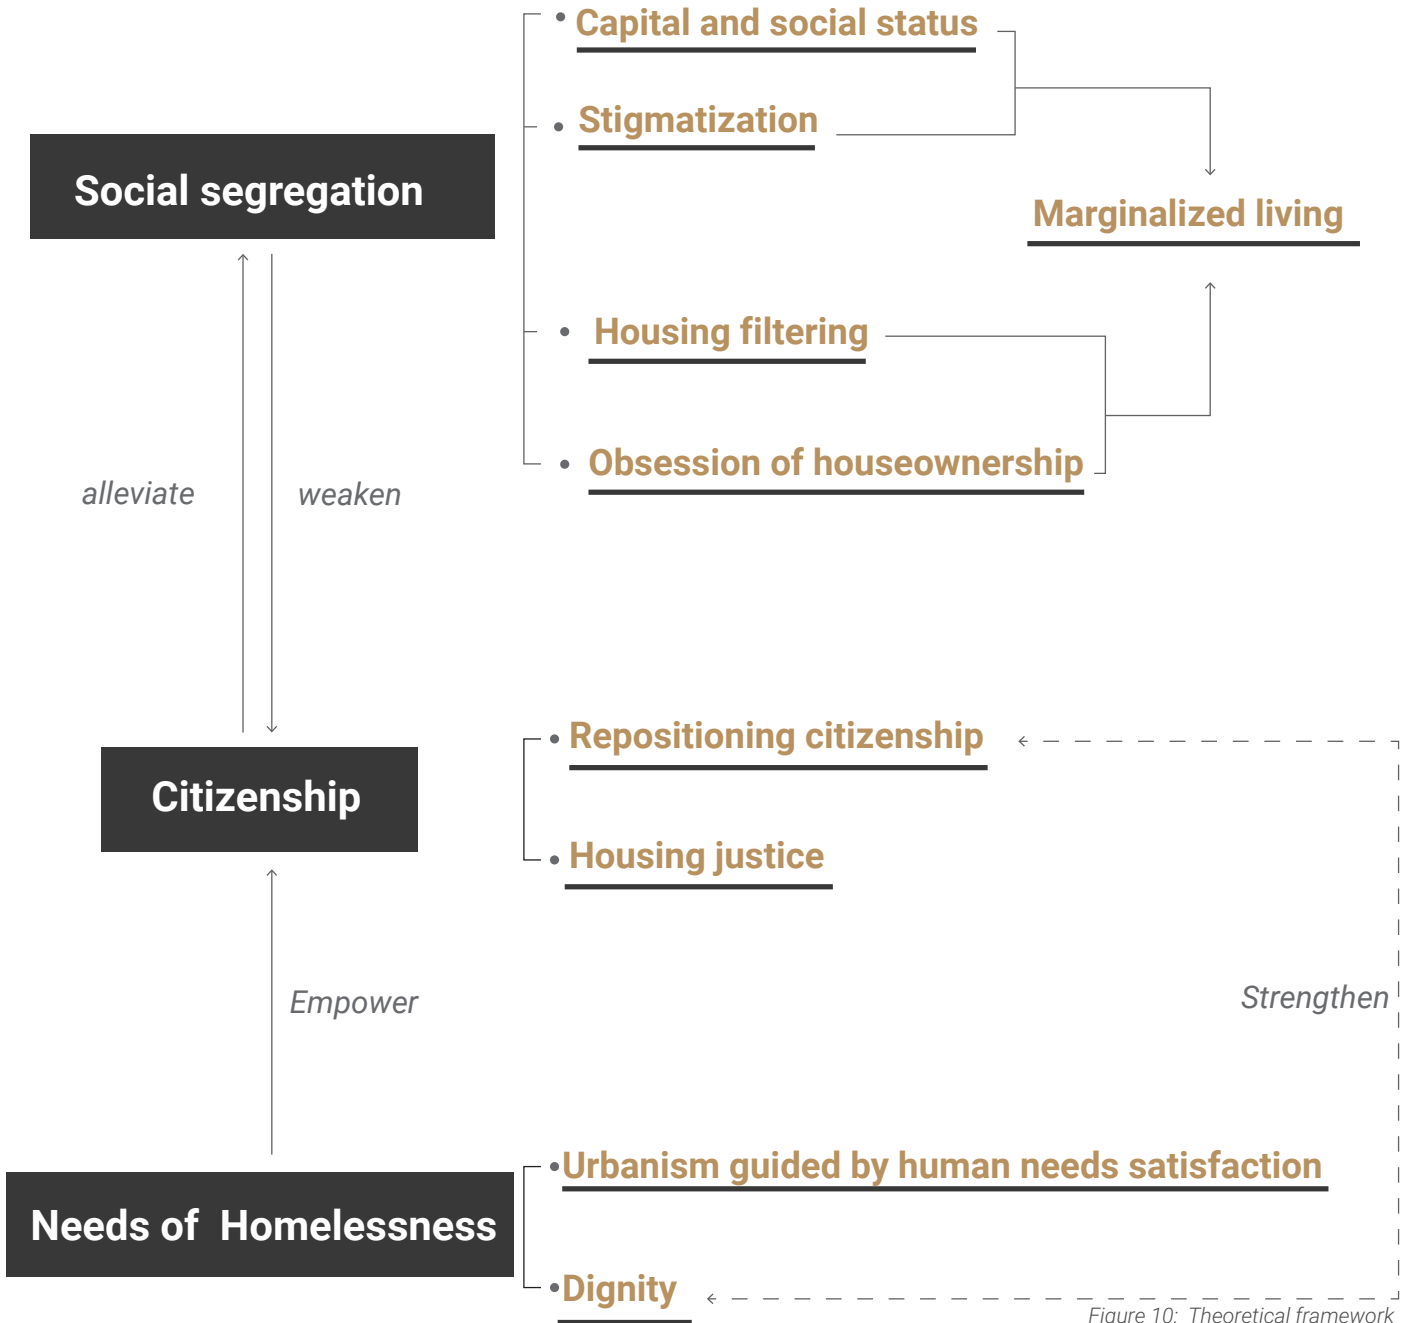 Capital and social status
Stigmatization
Social segregation
Marginalized living
Housing filtering
Obsession of houseownership
alleviate
weaken
Repositioning citizenship
Citizenship
Housing justice
Empower
Strengthen
Urbanism guided by human needs satisfaction
Needs of Homelessness
Dignity
Figure 10: Theoretical framework